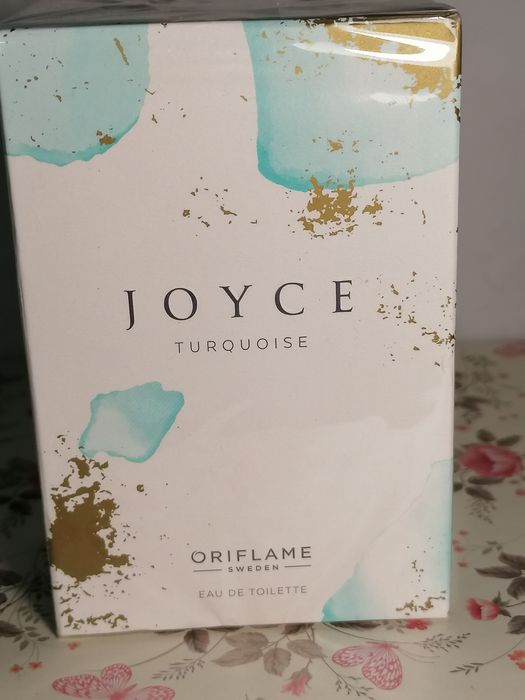 JOYCE
TURQUOISE
ORIFLAME
SWEDEN
EAU DE TOILETTE